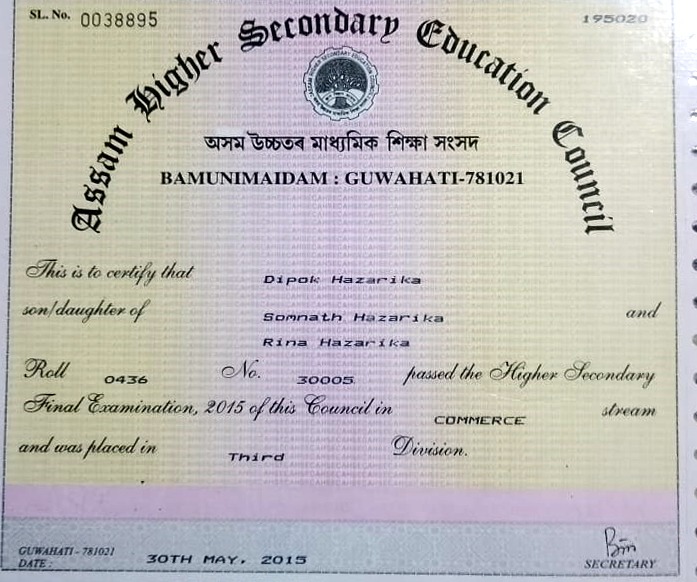 SL. No. 0038895
195020
Assam Higher Secondary Education Council
অসম উচ্চতৰ মাধ্যমিক শিক্ষা সংসদ
BAMUNIMAIDAM : GUWAHATI-781021
This is to certify that Dipok Hazarika
son/daughter of Somnath Hazarika and
Rina Hazarika
Roll 0436 No. 30005 passed the Higher Secondary
Final Examination, 2015 of this Council in COMMERCE stream
and was placed in Third Division.
GUWAHATI - 781021
DATE : 30TH MAY, 2015
SECRETARY